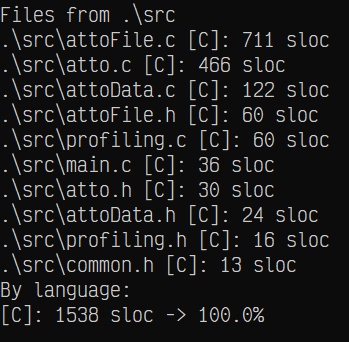 Files from .\src
.\src\attoFile.c [C]: 711 sloc
.\src\atto.c [C]: 466 sloc
.\src\attoData.c [C]: 122 sloc
.\src\attoFile.h [C]: 60 sloc
.\src\profiling.c [C]: 60 sloc
.\src\main.c [C]: 36 sloc
.\src\atto.h [C]: 30 sloc
.\src\attoData.h [C]: 24 sloc
.\src\profiling.h [C]: 16 sloc
.\src\common.h [C]: 13 sloc
By language:
[C]: 1538 sloc -> 100.0%